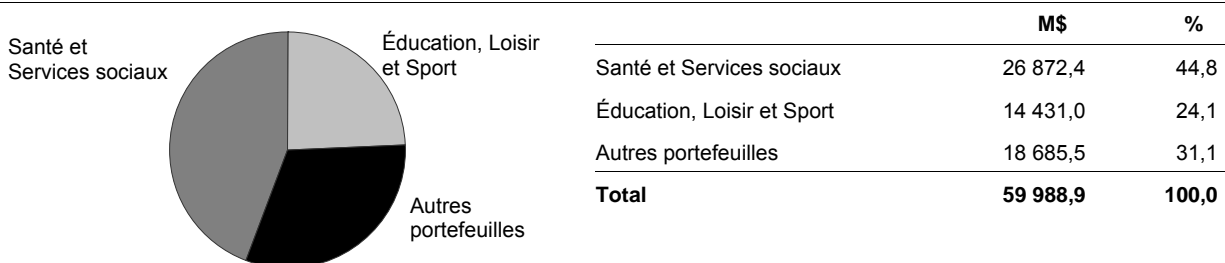 Santé et
Services sociaux
Éducation, Loisir
et Sport
Autres
portefeuilles
M$ %
Santé et Services sociaux 26 872,4 44,8
Éducation, Loisir et Sport 14 431,0 24,1
Autres portefeuilles 18 685,5 31,1
Total 59 988,9 100,0